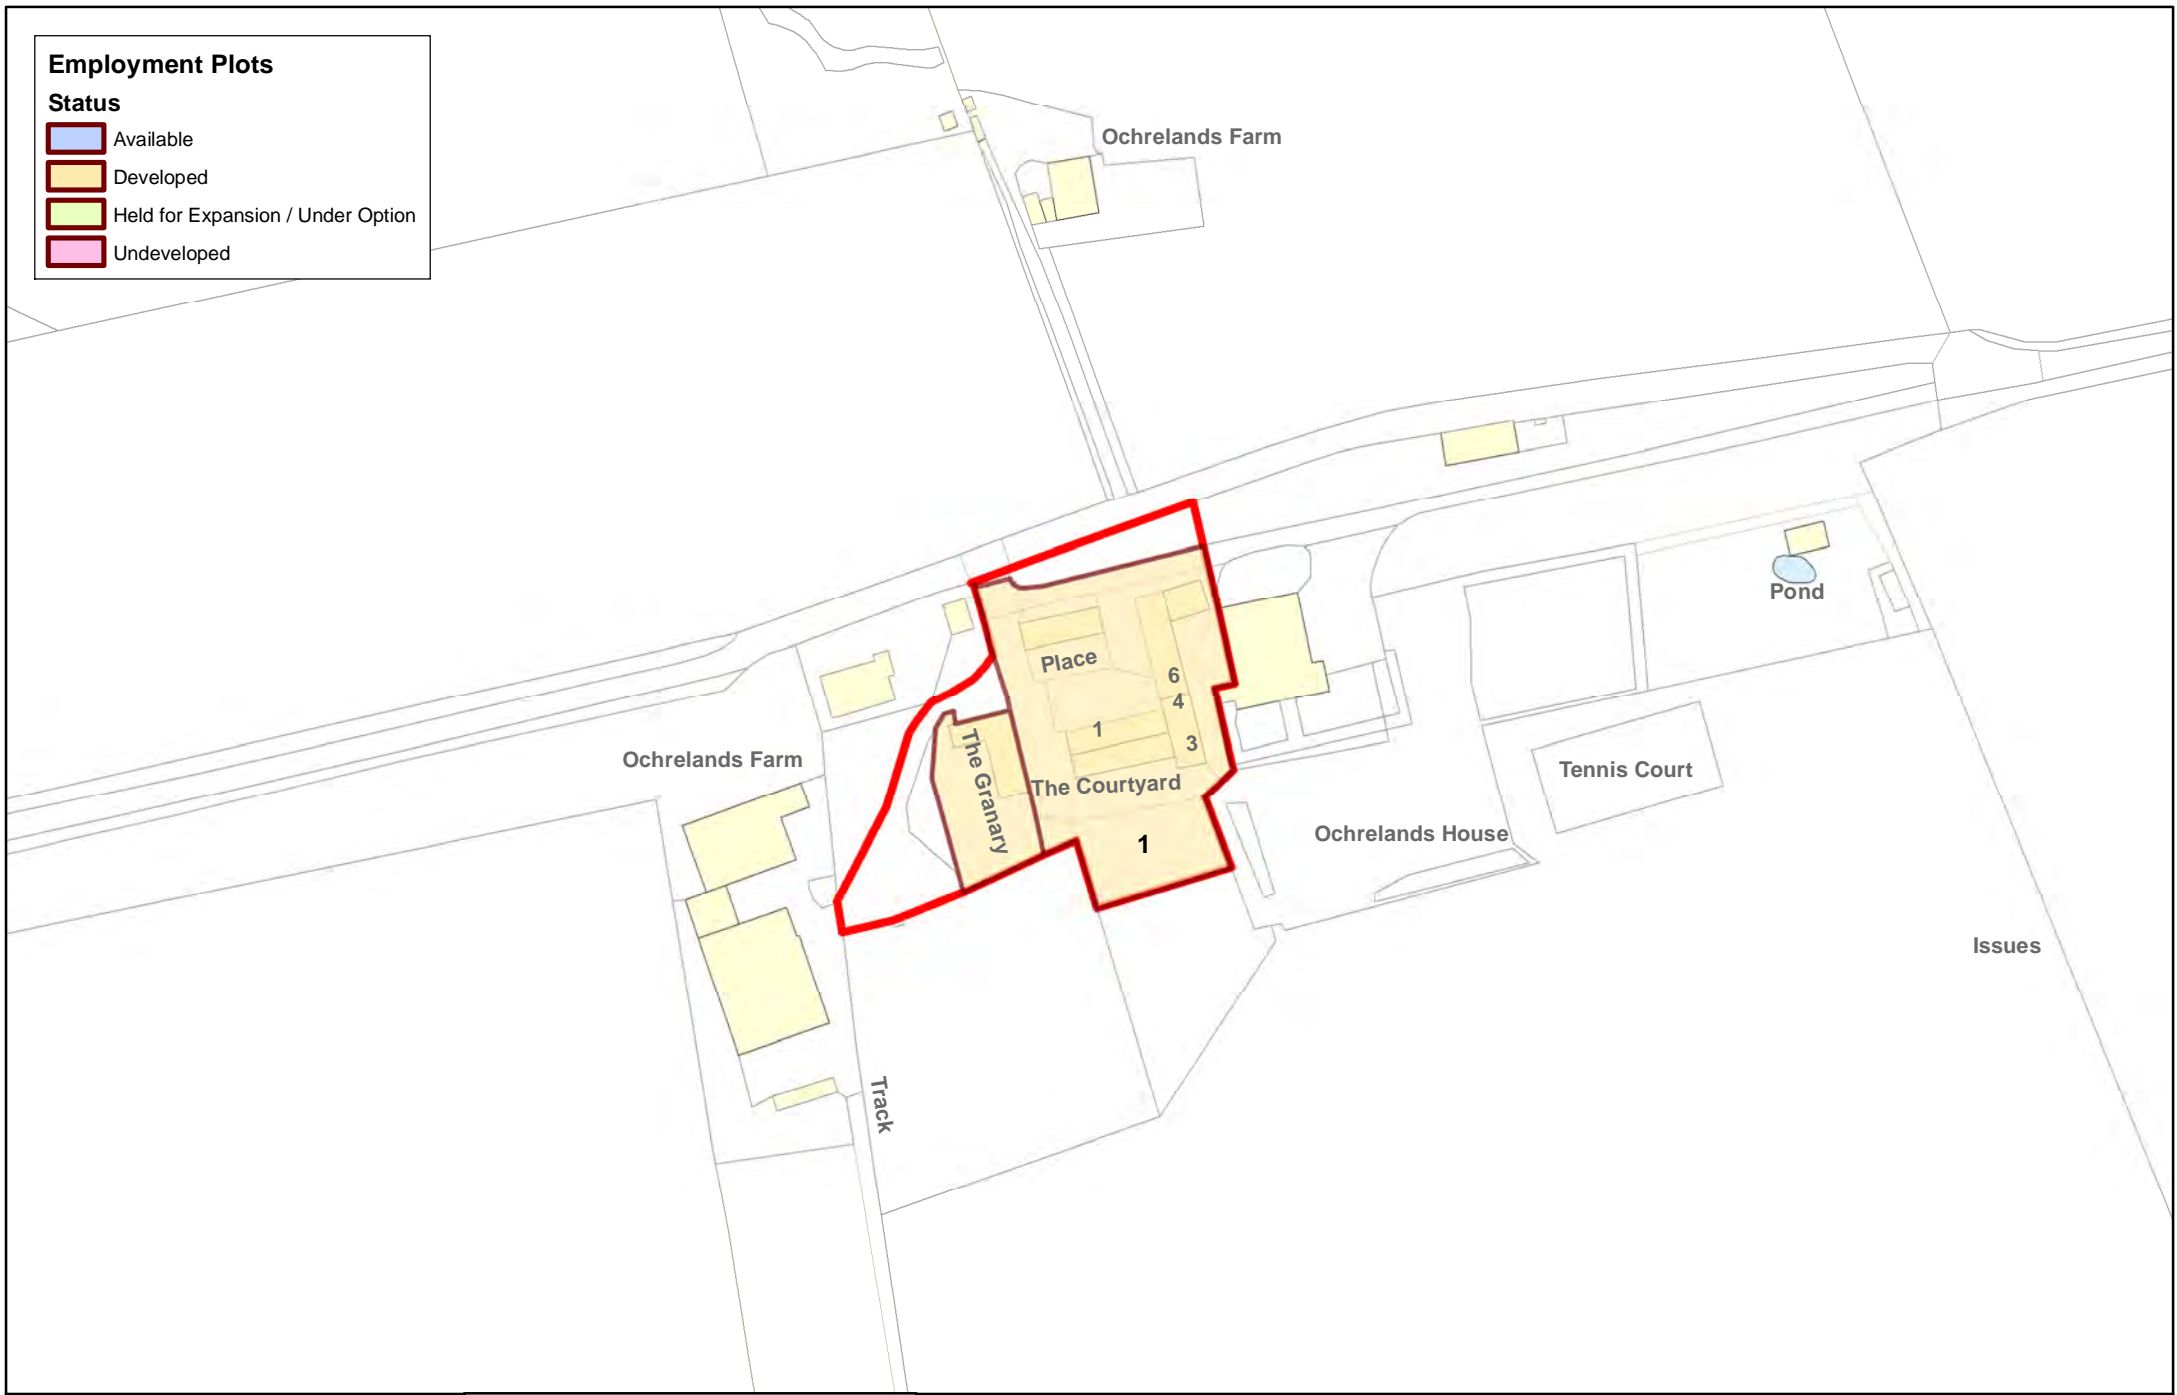 Employment Plots
Status
Available
Developed
Held for Expansion / Under Option
Undeveloped
Ochrelands Farm
Pond
Place
6
4
1
3
The Granary
The Courtyard
Ochrelands Farm
Tennis Court
Ochrelands House
1
Issues
Track